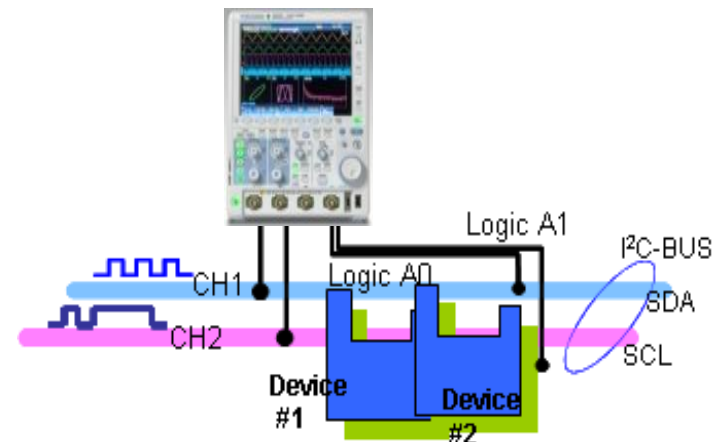 Logic A1
I²C-BUS
Logic A0
CH1
SDA
CH2
SCL
Device
#1
Device
#2